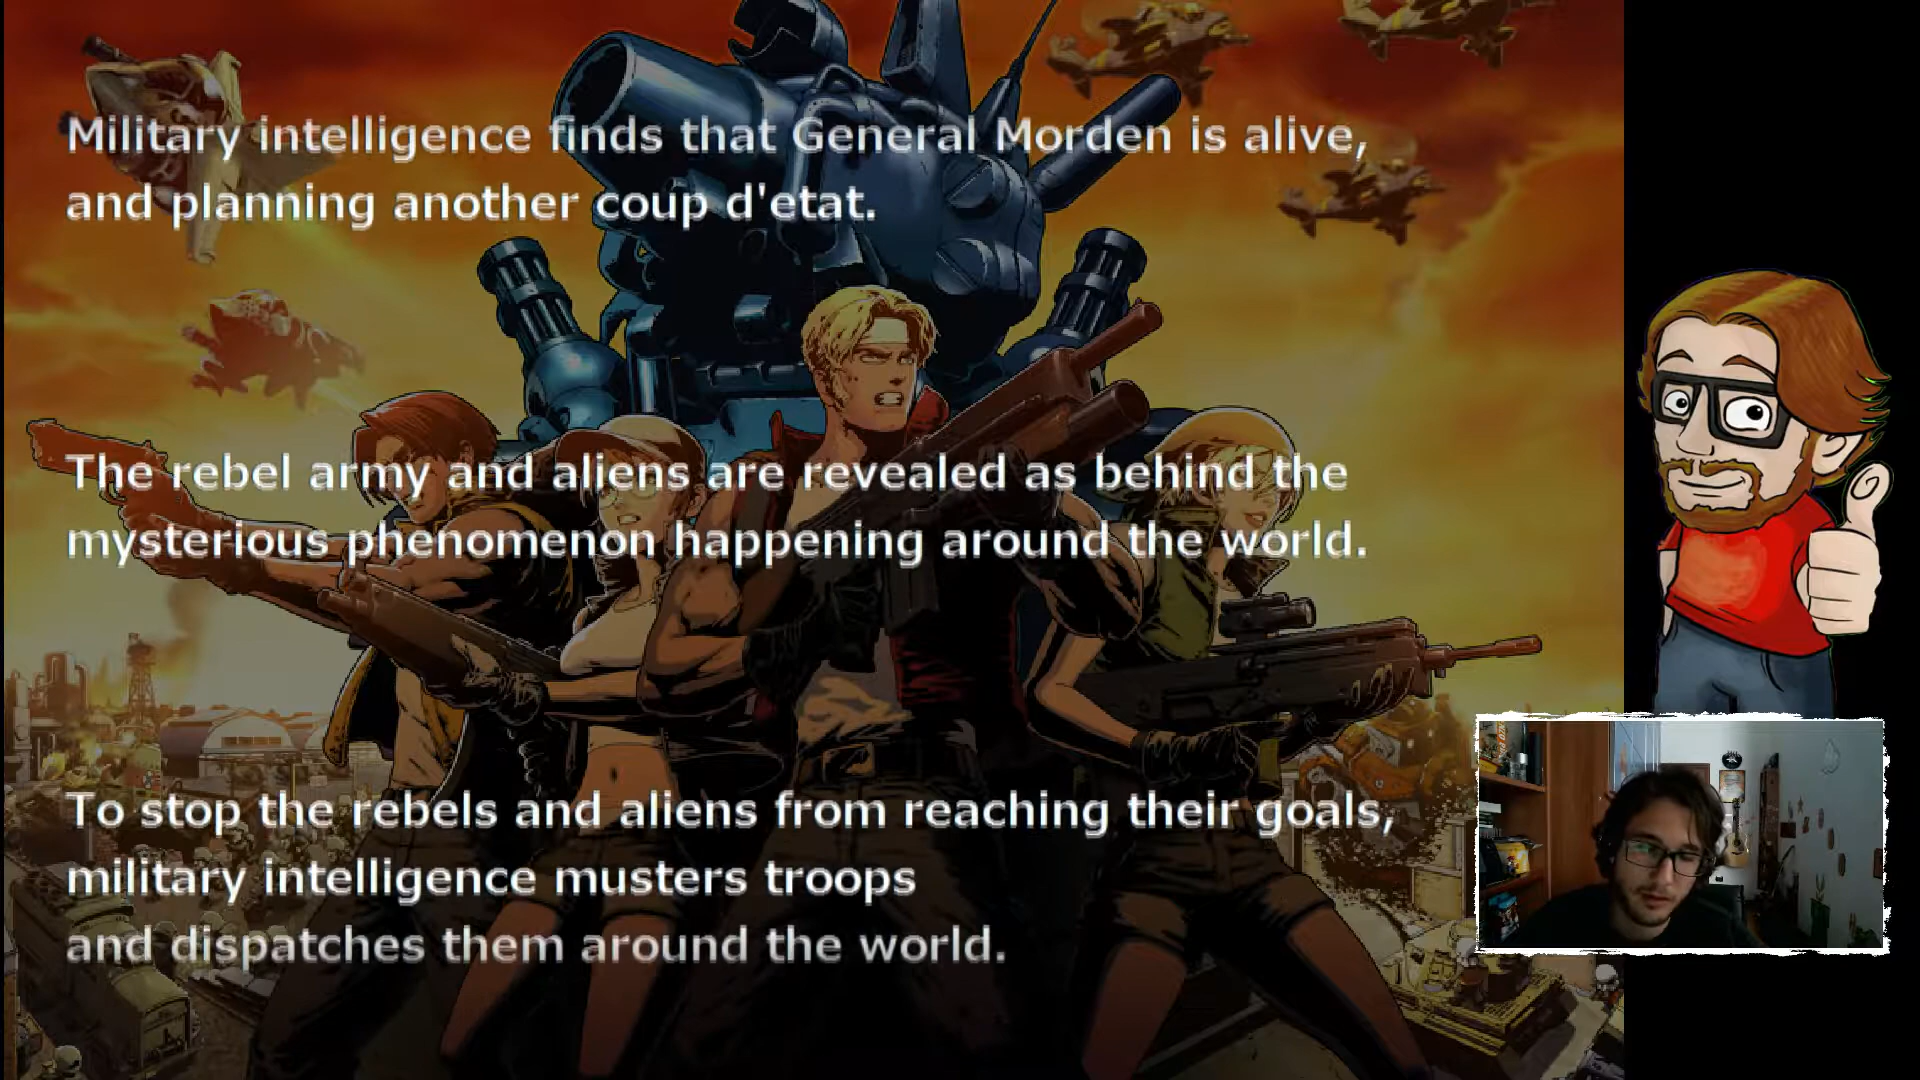 Military intelligence finds that General Morden is alive,
and planning another coup d'etat.
The rebel army and aliens are revealed as behind the
mysterious phenomenon happening around the world.
To stop the rebels and aliens from reaching their goals,
military intelligence musters troops
and dispatches them around the world.